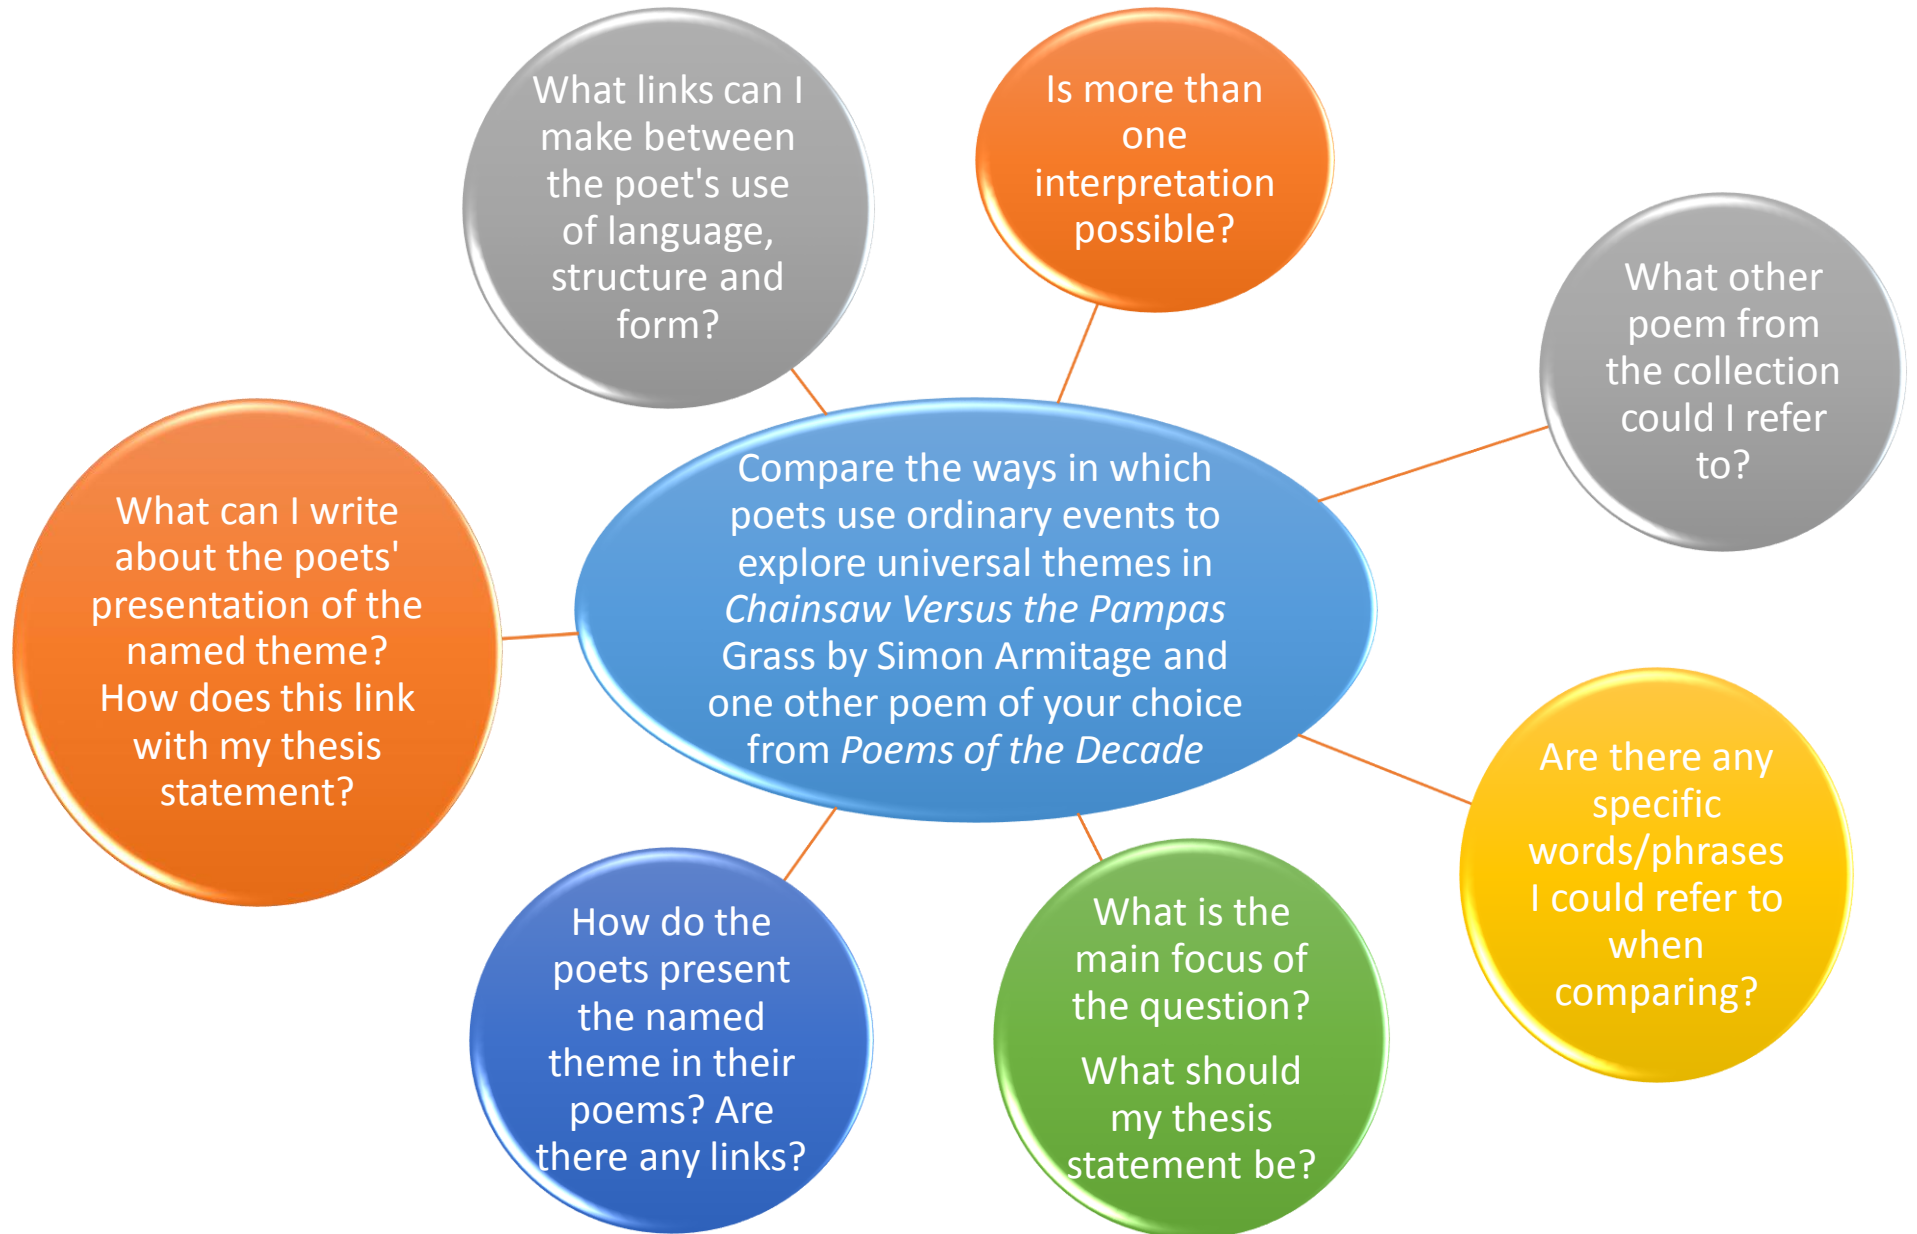 What links can I
make between
the poet's use
of language,
structure and
form?
Is more than
one
interpretation
possible?
What other
poem from
the collection
could I refer
to?
Compare the ways in which
poets use ordinary events to
explore universal themes in
Chainsaw Versus the Pampas
Grass by Simon Armitage and
one other poem of your choice
from Poems of the Decade
What can I write
about the poets'
presentation of the
named theme?
How does this link
with my thesis
statement?
Are there any
specific
words/phrases
I could refer to
when
comparing?
How do the
poets present
the named
theme in their
poems? Are
there any links?
What is the
main focus of
the question?
What should
my thesis
statement be?